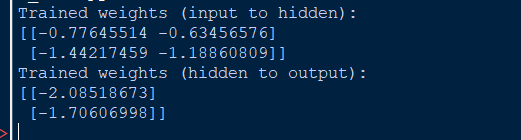 Trained weights (input to hidden):
[[-0.77645514 -0.63456576]
 [-1.44217459 -1.18860809]]
Trained weights (hidden to output):
[[-2.08518673]
 [-1.70606998]]
>